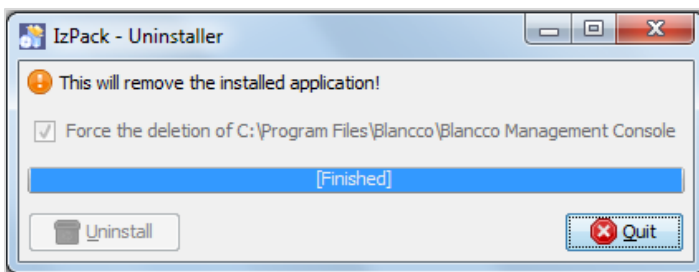 IzPack - Uninstaller
This will remove the installed application!
Force the deletion of C:\Program Files\Blancco\Blancco Management Console
[Finished]
Uninstall
Quit